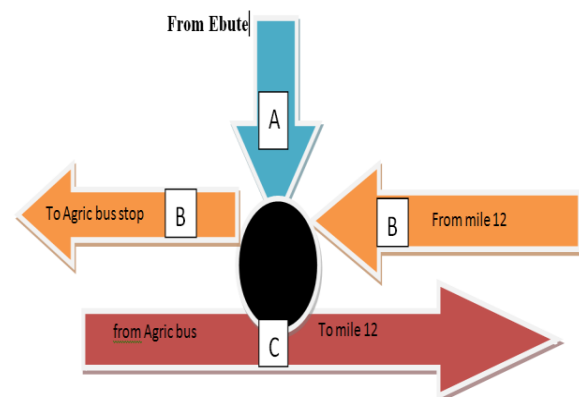 From Ebute
A
To Agric bus stop
B
B
From mile 12
from Agric bus
C
To mile 12